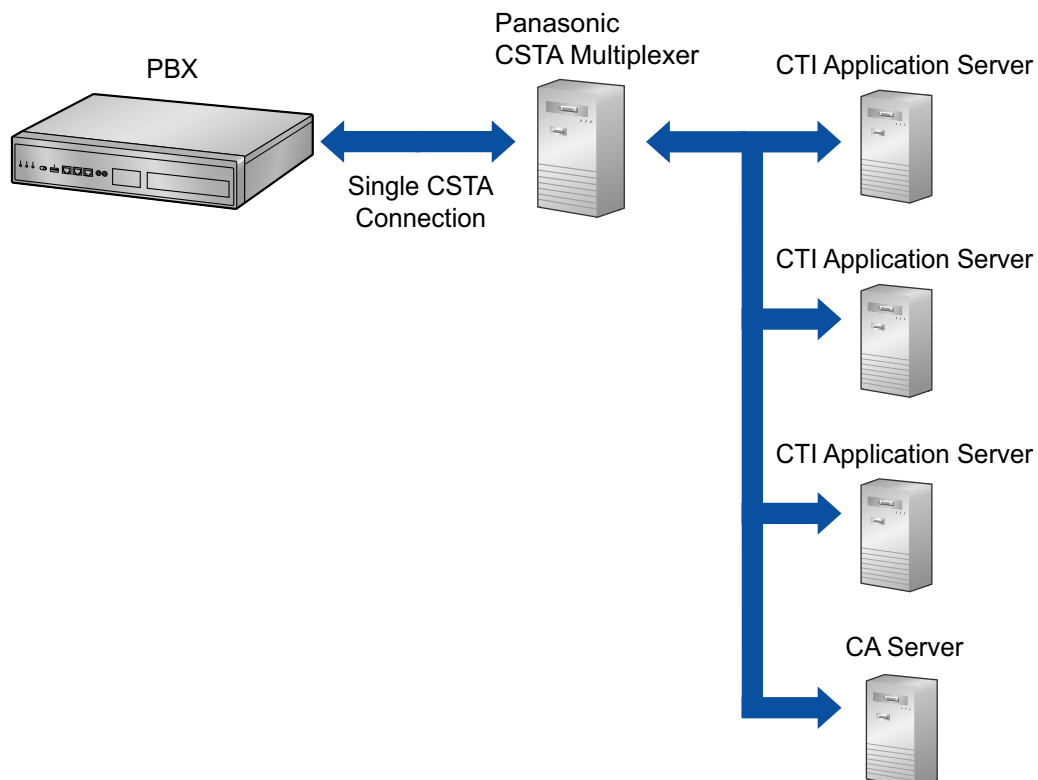 Panasonic
CSTA Multiplexer
PBX
CTI Application Server
Single CSTA
Connection
CTI Application Server
CTI Application Server
CA Server